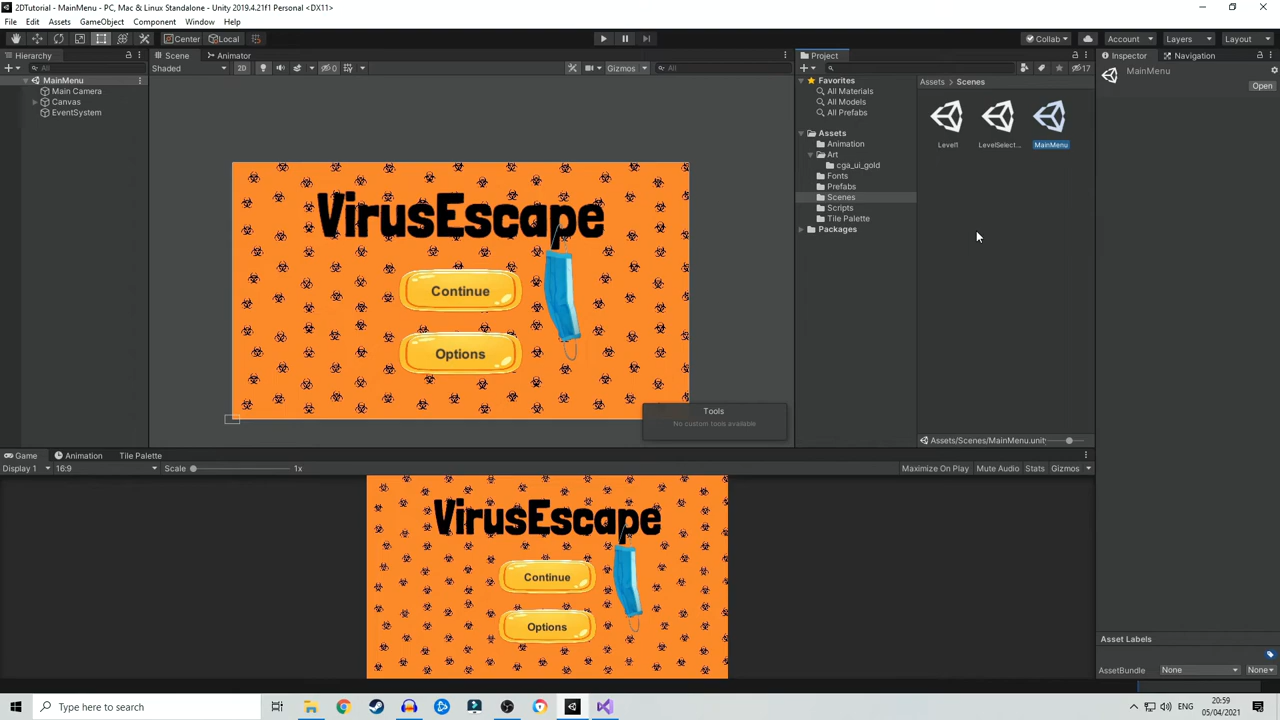 2DTutorial - MainMenu - PC, Mac & Linux Standalone - Unity 2019.4.21f1 Personal <DX11>
File Edit Assets GameObject Component Window Help
Center Local Collab Account Layers Layout
Hierarchy Scene Animator Project Inspector Navigation
Shaded 2D 0 Gizmos All 17
All
MainMenu
Main Camera
Canvas
EventSystem
VirusEscape
Continue
Options
Tools
No custom tools available
Favorites
All Materials
All Models
All Prefabs
Assets
Animation
Art
cga_ui_gold
Fonts
Prefabs
Scenes
Scripts
Tile Palette
Packages
Assets Scenes
Level1 LevelSelect... MainMenu
Assets/Scenes/MainMenu.unity
MainMenu
Open
Game Animation Tile Palette
Display 1 16:9 Scale 1x Maximize On Play Mute Audio Stats Gizmos
VirusEscape
Continue
Options
Asset Labels
AssetBundle None None
Type here to search
ENG
20:59
05/04/2021